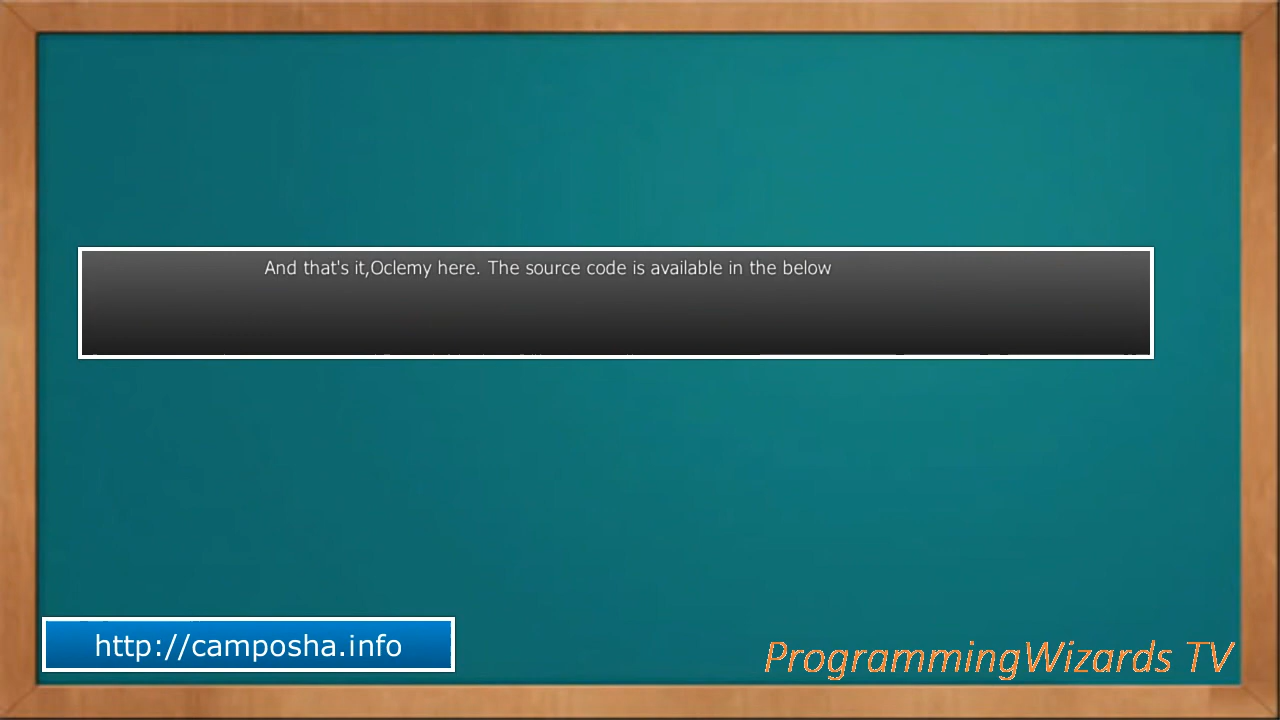 And that's it,Oclemy here. The source code is available in the below
http://camposha.info
ProgrammingWizards TV